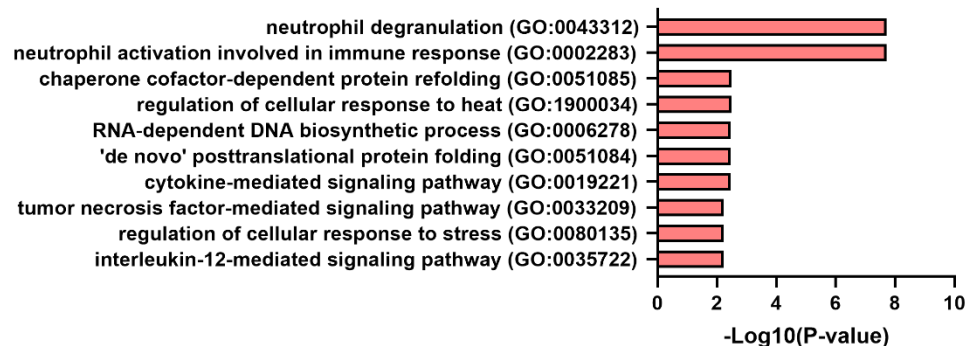 neutrophil degranulation (GO:0043312)
neutrophil activation involved in immune response (GO:0002283)
chaperone cofactor-dependent protein refolding (GO:0051085)
regulation of cellular response to heat (GO:1900034)
RNA-dependent DNA biosynthetic process (GO:0006278)
'de novo' posttranslational protein folding (GO:0051084)
cytokine-mediated signaling pathway (GO:0019221)
tumor necrosis factor-mediated signaling pathway (GO:0033209)
regulation of cellular response to stress (GO:0080135)
interleukin-12-mediated signaling pathway (GO:0035722)
0 2 4 6 8 10
-Log10(P-value)